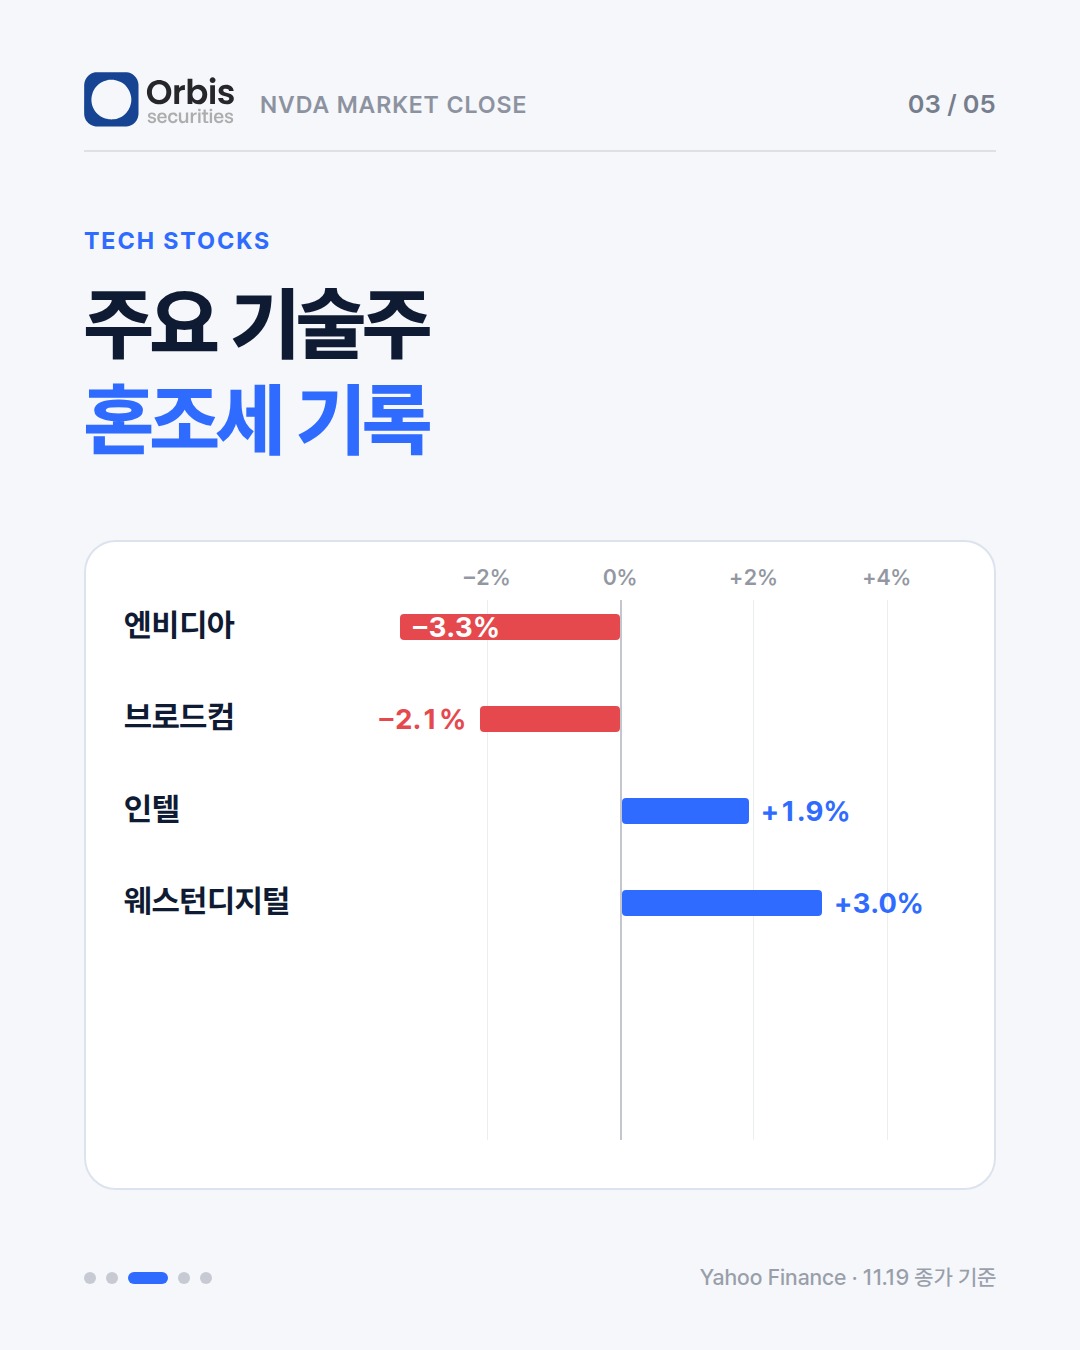 Orbis
securities
NVDA MARKET CLOSE
03 / 05
TECH STOCKS
주요 기술주
혼조세 기록
−2% 0% +2% +4%
엔비디아 −3.3%
브로드컴 −2.1%
인텔 +1.9%
웨스턴디지털 +3.0%
Yahoo Finance · 11.19 종가 기준